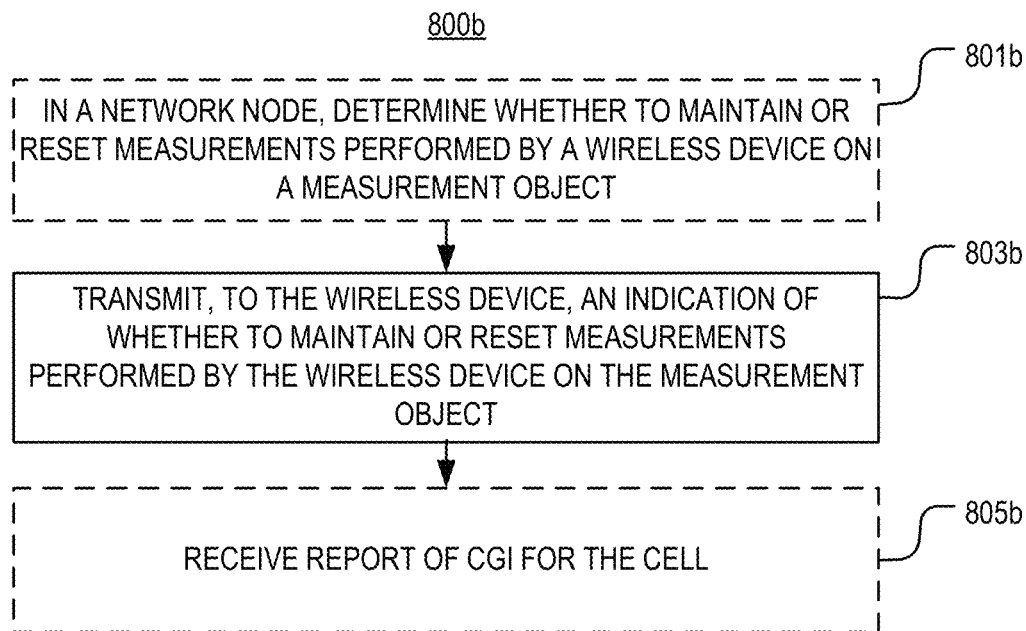 800b
801b
IN A NETWORK NODE, DETERMINE WHETHER TO MAINTAIN OR
RESET MEASUREMENTS PERFORMED BY A WIRELESS DEVICE ON
A MEASUREMENT OBJECT
803b
TRANSMIT, TO THE WIRELESS DEVICE, AN INDICATION OF
WHETHER TO MAINTAIN OR RESET MEASUREMENTS
PERFORMED BY THE WIRELESS DEVICE ON THE MEASUREMENT
OBJECT
805b
RECEIVE REPORT OF CGI FOR THE CELL